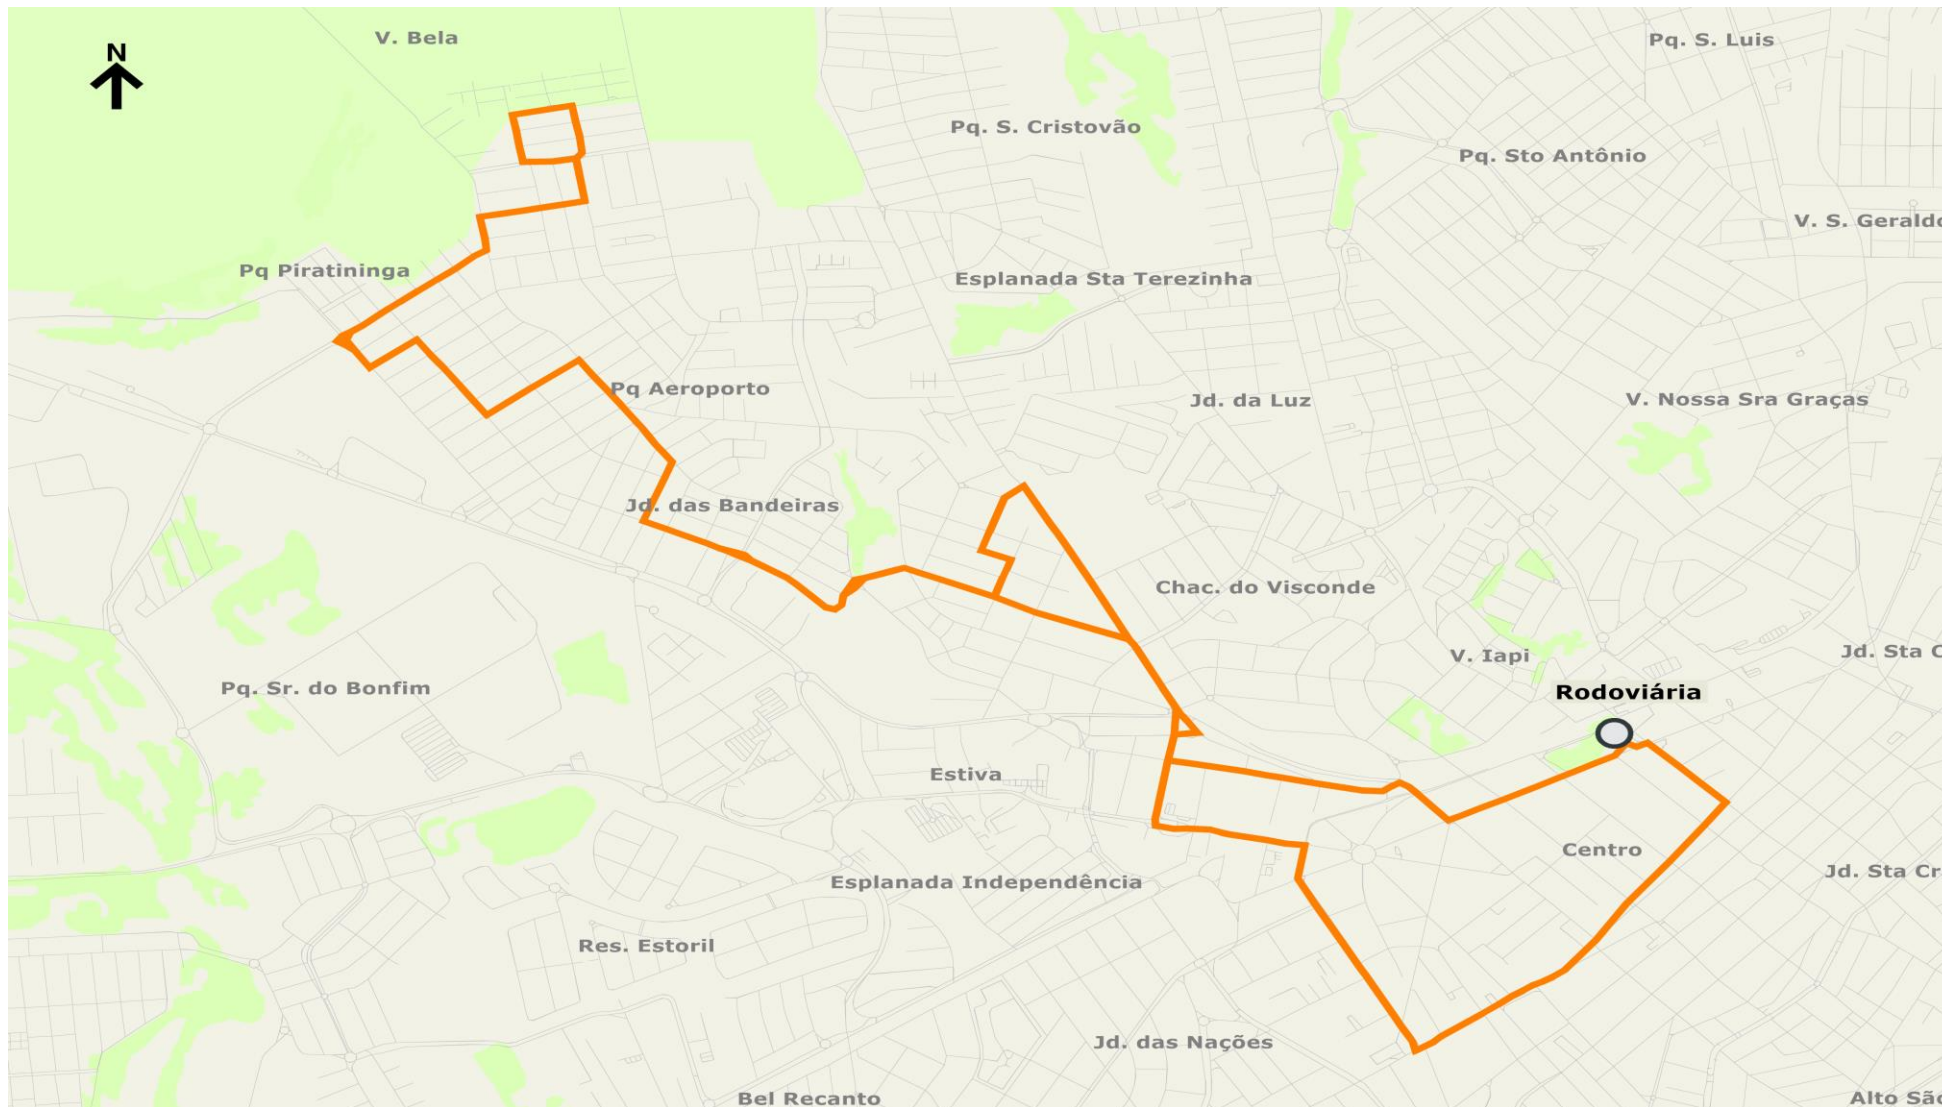 V. Bela
Pq. S. Luis
N
Pq. S. Cristovão
Pq. Sto Antônio
V. S. Geraldo
Pq Piratininga
Esplanada Sta Terezinha
Pq Aeroporto
Jd. da Luz
V. Nossa Sra Graças
Jd. das Bandeiras
Chac. do Visconde
V. Iapi
Jd. Sta C
Pq. Sr. do Bonfim
Rodoviária
Estiva
Centro
Esplanada Independência
Jd. Sta Cr
Res. Estoril
Jd. das Nações
Bel Recanto
Alto São